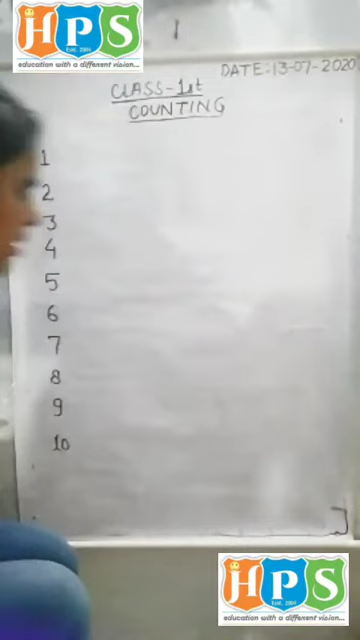 HPS
Estd. 2004
education with a different vision...
DATE:-13-07-2020
CLASS-1st
COUNTING
1
2
3
4
5
6
7
8
9
10
HPS
Estd. 2004
education with a different vision...